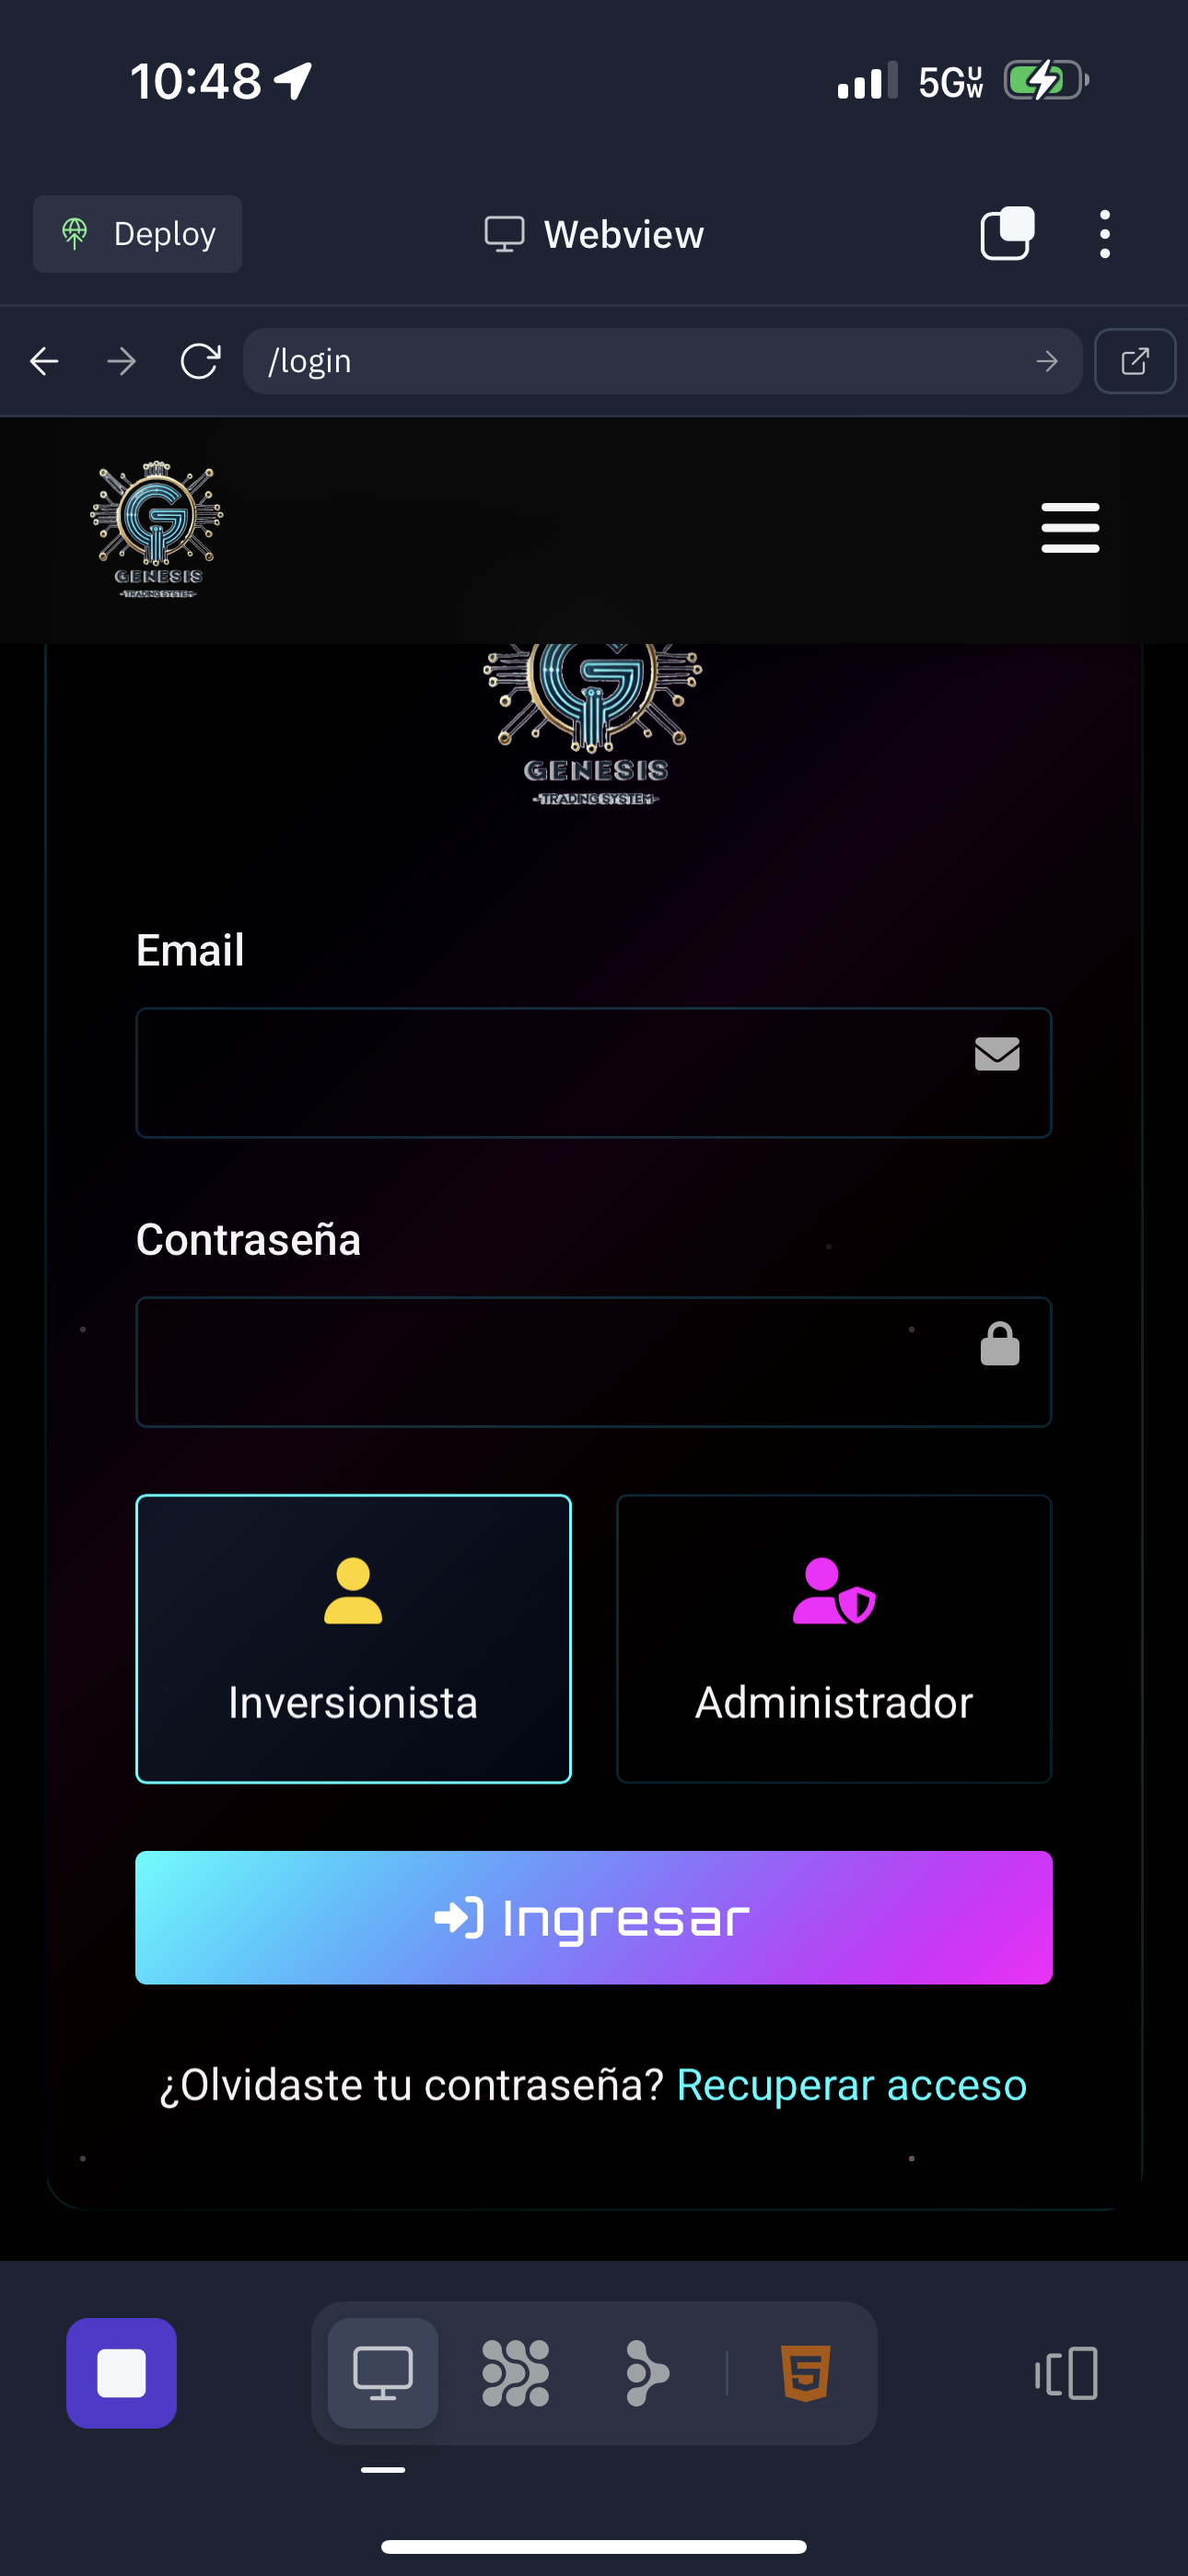 10:48
5G UW
Deploy
Webview
/login
GENESIS
-TRADING SYSTEM-
GENESIS
-TRADING SYSTEM-
Email
Contraseña
Inversionista
Administrador
Ingresar
¿Olvidaste tu contraseña? Recuperar acceso